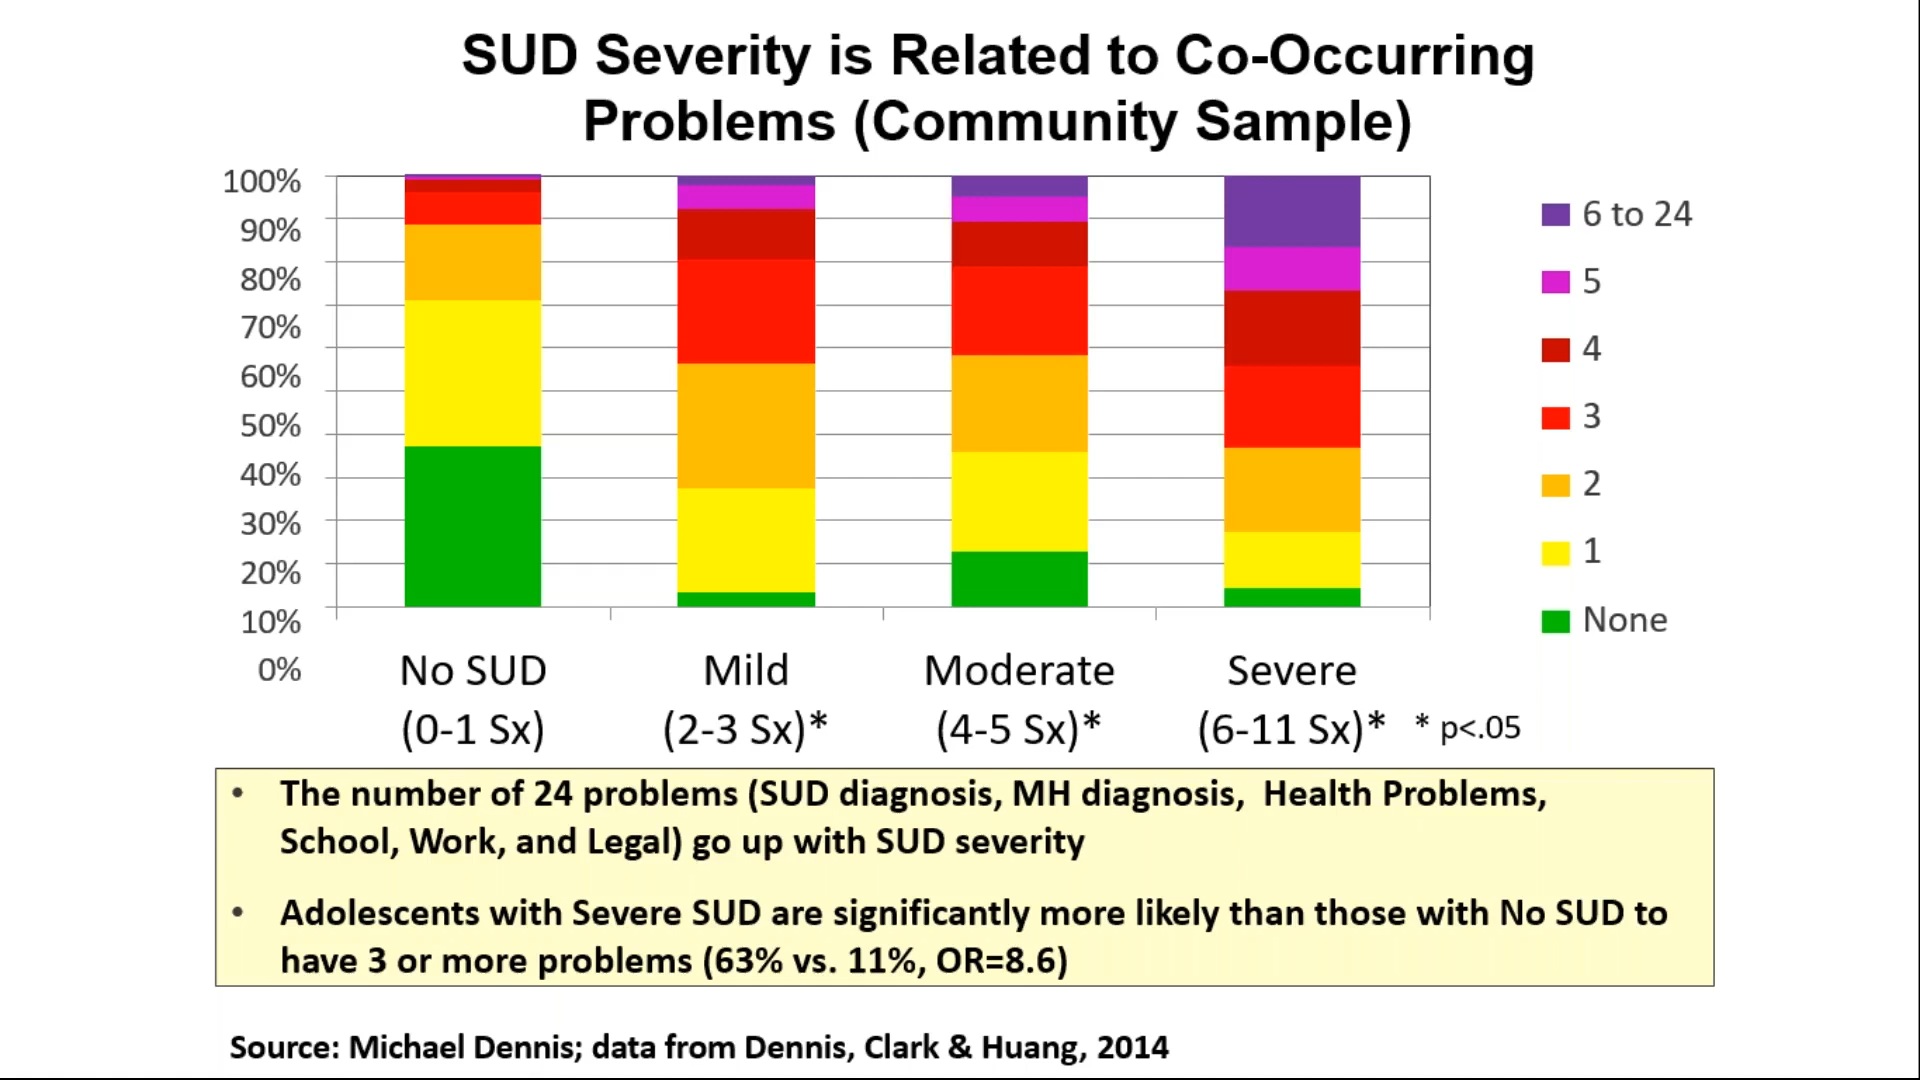 SUD Severity is Related to Co-Occurring
Problems (Community Sample)
100%
90%
80%
70%
60%
50%
40%
30%
20%
10%
0%
6 to 24
5
4
3
2
1
None
No SUD
(0-1 Sx)
Mild
(2-3 Sx)*
Moderate
(4-5 Sx)*
Severe
(6-11 Sx)*
* p<.05
• The number of 24 problems (SUD diagnosis, MH diagnosis,  Health Problems,
School, Work, and Legal) go up with SUD severity
• Adolescents with Severe SUD are significantly more likely than those with No SUD to
have 3 or more problems (63% vs. 11%, OR=8.6)
Source: Michael Dennis; data from Dennis, Clark & Huang, 2014